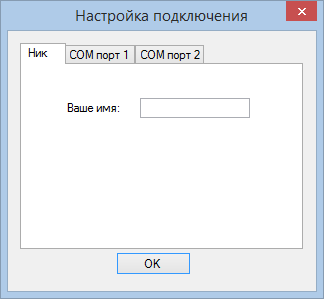 Настройка подключения
Ник COM порт 1 COM порт 2
Ваше имя:
OK